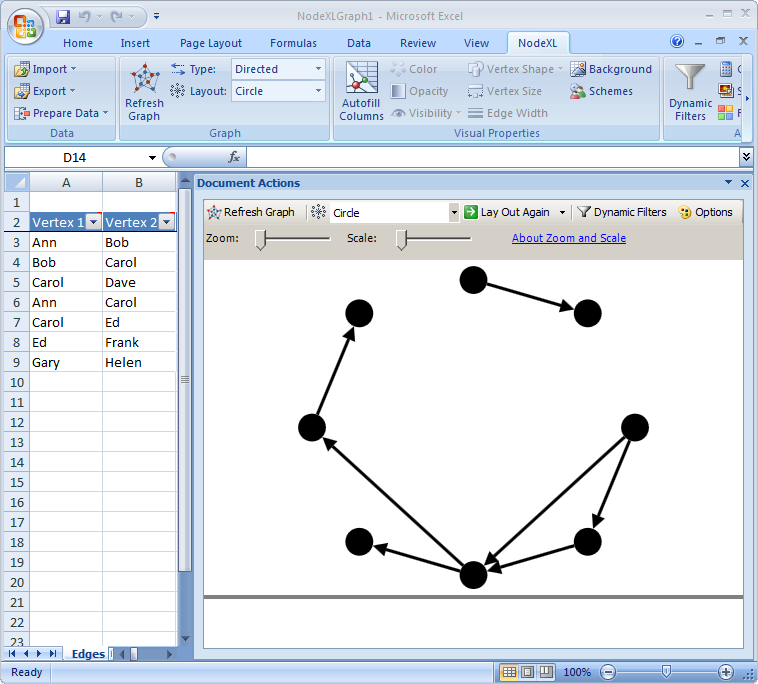 NodeXLGraph1 - Microsoft Excel
Home Insert Page Layout Formulas Data Review View NodeXL
Import Type: Directed Color Vertex Shape Background
Export Layout: Circle Opacity Vertex Size Schemes
Prepare Data Refresh Graph Autofill Columns Visibility Edge Width Dynamic Filters
Data Graph Visual Properties
D14 fx
Document Actions
A B
1
2 Vertex 1 Vertex 2
3 Ann Bob
4 Bob Carol
5 Carol Dave
6 Ann Carol
7 Carol Ed
8 Ed Frank
9 Gary Helen
10
11
12
13
14
15
16
17
18
19
20
21
22
23
Refresh Graph Circle Lay Out Again Dynamic Filters Options
Zoom: Scale: About Zoom and Scale
Edges
Ready 100%